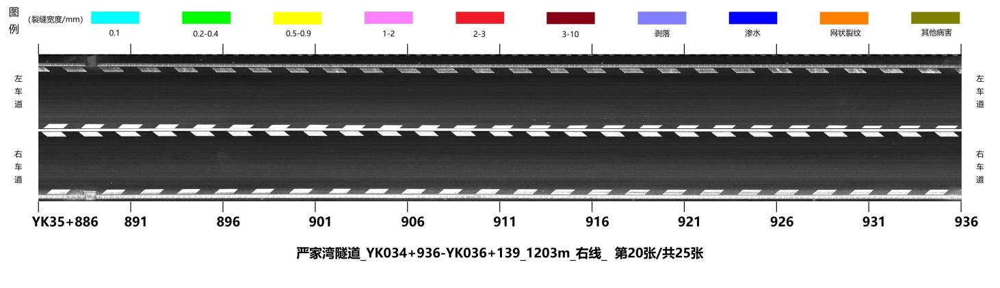 图例
(裂缝宽度/mm)
0.1 0.2-0.4 0.5-0.9 1-2 2-3 3-10 剥落 渗水 网状裂纹 其他病害
左车道 左车道
右车道 右车道
YK35+886 891 896 901 906 911 916 921 926 931 936
严家湾隧道_YK034+936-YK036+139_1203m_右线_ 第20张/共25张